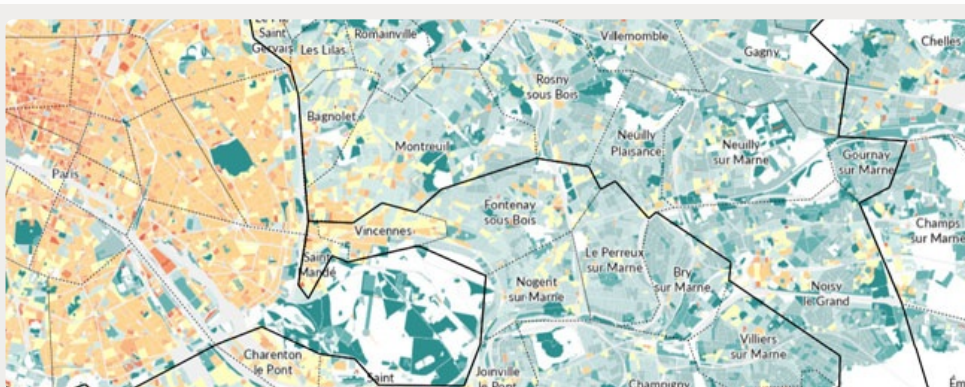 Saint
Gervais
Les Lilas
Romainville
Villemomble
Gagny
Chelles
Rosny
sous Bois
Bagnolet
Montreuil
Neuilly
Plaisance
Neuilly
sur Marne
Gournay
sur Marne
Paris
Vincennes
Fontenay
sous Bois
Champs
sur Marne
Saint
Mandé
Le Perreux
sur Marne
Bry
sur Marne
Nogent
sur Marne
Noisy
le Grand
Villiers
sur Marne
Charenton
le Pont
Saint
Joinville
le Pont
Champigny